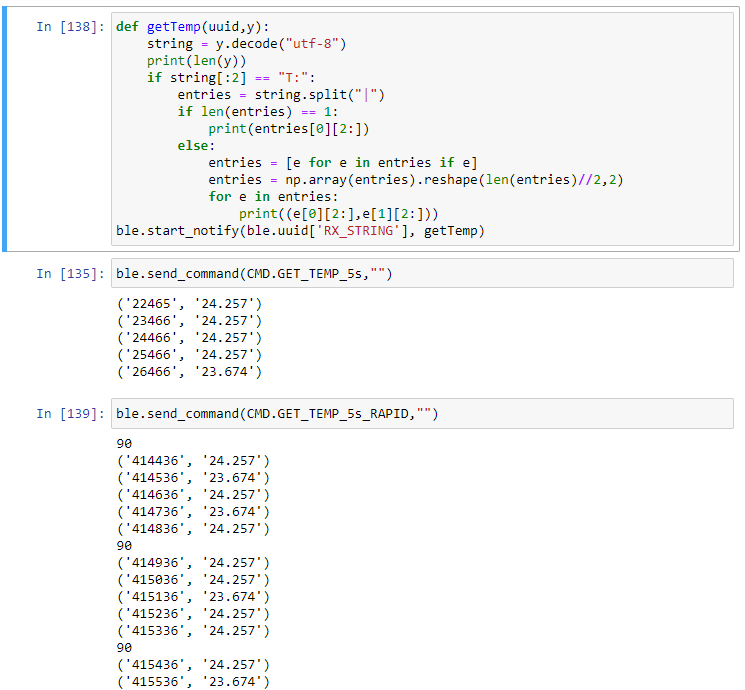 In [138]: def getTemp(uuid,y):
    string = y.decode("utf-8")
    print(len(y))
    if string[:2] == "T:":
        entries = string.split("|")
        if len(entries) == 1:
            print(entries[0][2:])
        else:
            entries = [e for e in entries if e]
            entries = np.array(entries).reshape(len(entries)//2,2)
            for e in entries:
                print((e[0][2:],e[1][2:]))
ble.start_notify(ble.uuid['RX_STRING'], getTemp)
In [135]: ble.send_command(CMD.GET_TEMP_5s,"")
('22465', '24.257')
('23466', '24.257')
('24466', '24.257')
('25466', '24.257')
('26466', '23.674')
In [139]: ble.send_command(CMD.GET_TEMP_5s_RAPID,"")
90
('414436', '24.257')
('414536', '23.674')
('414636', '24.257')
('414736', '23.674')
('414836', '24.257')
90
('414936', '24.257')
('415036', '24.257')
('415136', '23.674')
('415236', '24.257')
('415336', '24.257')
90
('415436', '24.257')
('415536', '23.674')